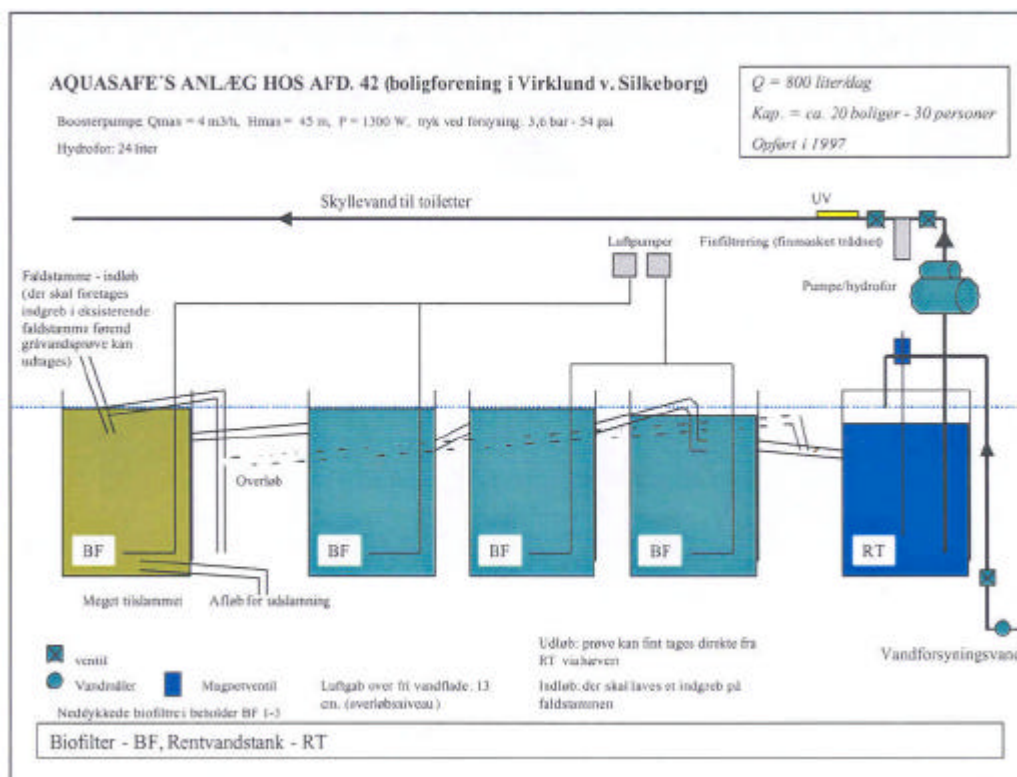 AQUASAFE'S ANLÆG HOS AFD. 42 (boligforening i Virklund v. Silkeborg)
Boosterpumpe: Qmas = 4 m3/h, Hmas = 45 m, P = 1300 W, tryk ved forsyning: 3,6 bar - 54 psi
Hydrofor: 24 liter
Q = 800 liter/dag
Kap. = ca. 20 boliger - 30 personer
Opført i 1997
Skyllevand til toiletter
UV
Luftpumper
Finfiltrering (finmasket trådnet)
Pumpe/hydrofor
Faldstamme - indløb
(der skal foretages
indgreb i eksisterende
faldstamme førend
gråvandsprøve kan
udtages)
Overløb
BF
BF
BF
BF
RT
Meget tilslammet
Afløb for udslamning
Vandforsyningsvand
ventil
Vandmåler
Magnetventil
Neddykkede biofiltre i beholder BF 1-3
Luftgab over fri vandflade: 13
cm. (overløbsniveau)
Udløb: prøve kan fint tages direkte fra
RT via
Indløb: der skal laves et indgreb på
faldstammen
Biofilter - BF, Rentvandstank - RT